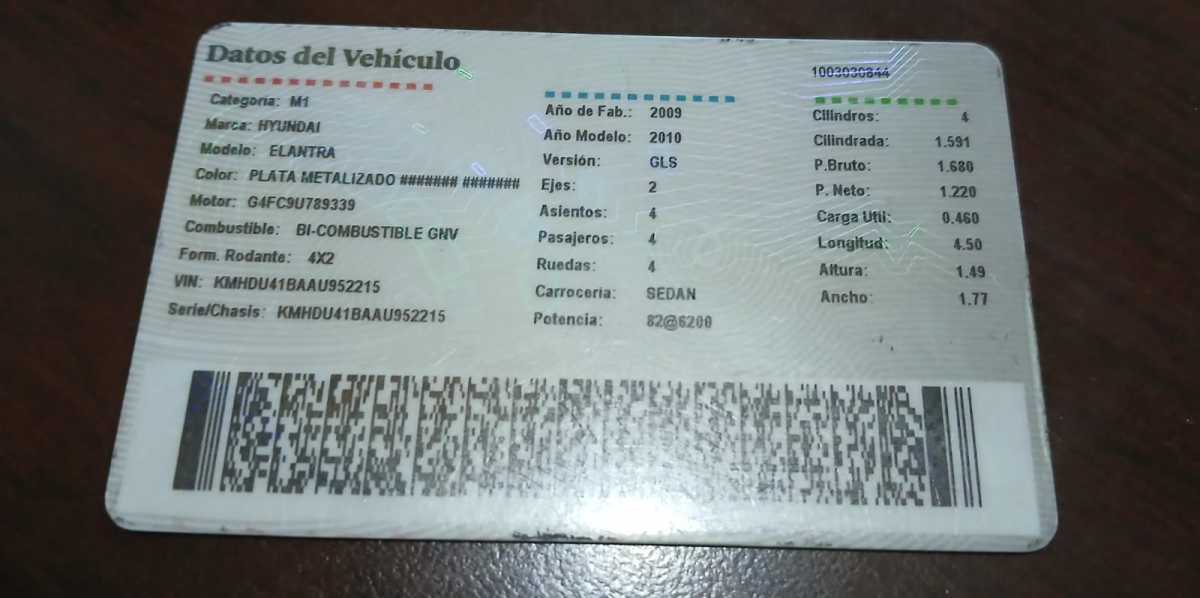 Datos del Vehículo
1003030844
Categoría: M1
Marca: HYUNDAI
Modelo: ELANTRA
Color: PLATA METALIZADO ####### #######
Motor: G4FC9U789339
Combustible: BI-COMBUSTIBLE GNV
Form. Rodante: 4X2
VIN: KMHDU41BAAU952215
Serie/Chasis: KMHDU41BAAU952215
Año de Fab.: 2009
Año Modelo: 2010
Versión: GLS
Ejes: 2
Asientos: 4
Pasajeros: 4
Ruedas: 4
Carrocería: SEDAN
Potencia: 82@6200
Cilindros: 4
Cilindrada: 1.591
P.Bruto: 1.680
P. Neto: 1.220
Carga Util: 0.460
Longitud: 4.50
Altura: 1.49
Ancho: 1.77